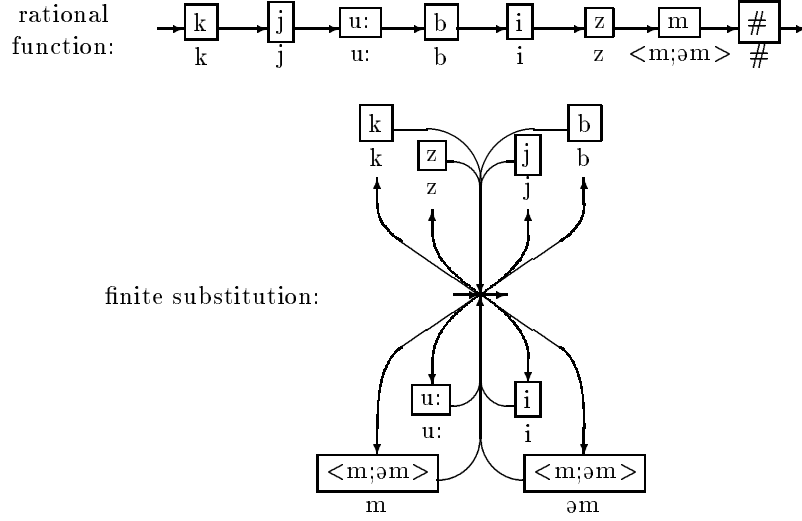 rational
function:
k j u: b i z m #
k j u: b i z <m;əm> #
k b
k z j b
z j
finite substitution:
u: i
u: i
<m;əm> <m;əm>
m əm